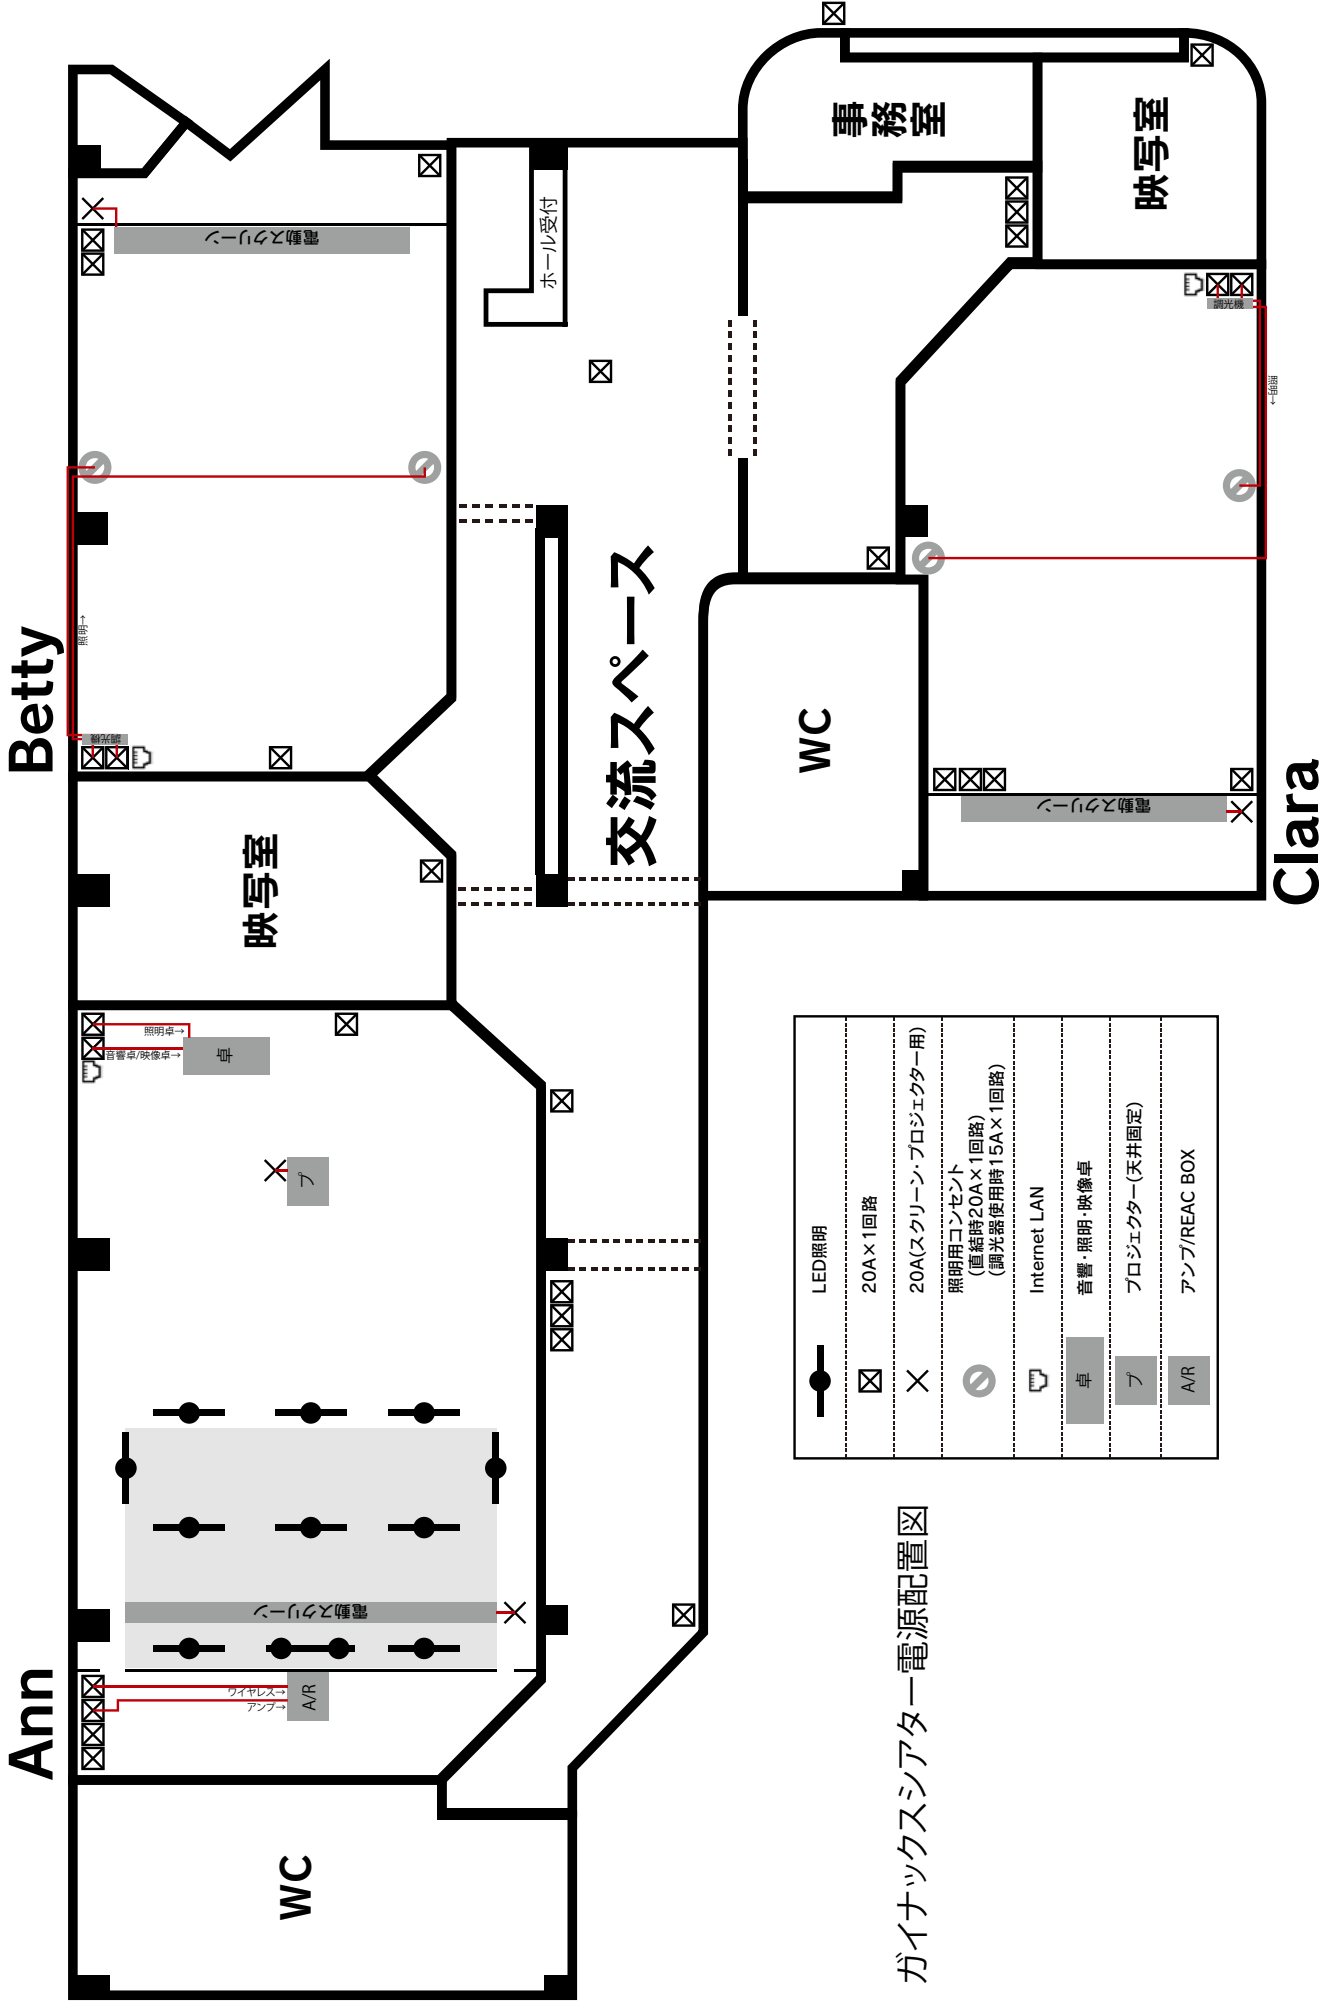 ガイナックスシアター電源配置図
Ann
Betty
Clara
WC
WC
映写室
映写室
事務室
交流スペース
ホール受付
電動スクリーン
電動スクリーン
電動スクリーン
照明→
調光機
照明→
調光機
照明卓→
音響卓/映像卓→
卓
プ
ワイヤレス→
アンプ→
A/R
LED照明
20A×1回路
20A(スクリーン・プロジェクター用)
照明用コンセント
(直結時20A×1回路)
(調光器使用時15A×1回路)
Internet LAN
卓 音響・照明・映像卓
プ プロジェクター(天井固定)
A/R アンプ/REAC BOX